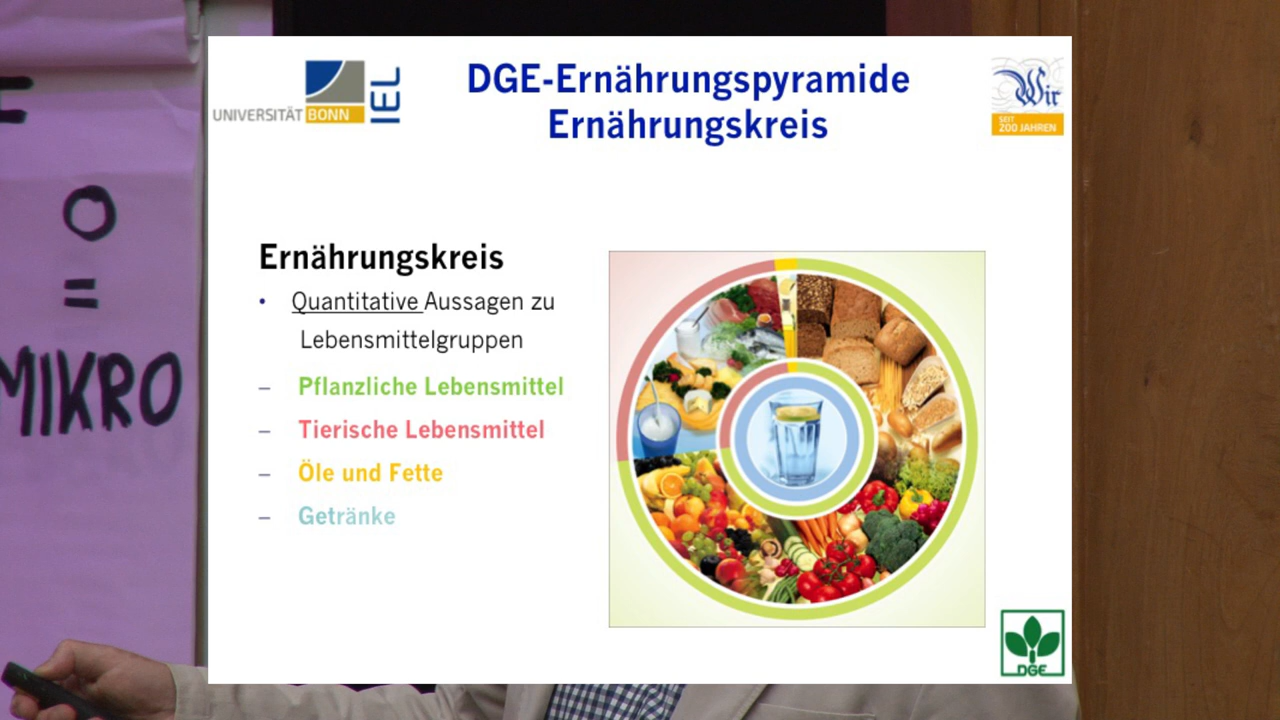 =
O
=
MIKRO
UNIVERSITÄT BONN
IEL
DGE-Ernährungspyramide
Ernährungskreis
Wir
SEIT
200 JAHREN
Ernährungskreis
• Quantitative Aussagen zu
Lebensmittelgruppen
– Pflanzliche Lebensmittel
– Tierische Lebensmittel
– Öle und Fette
– Getränke
DGE